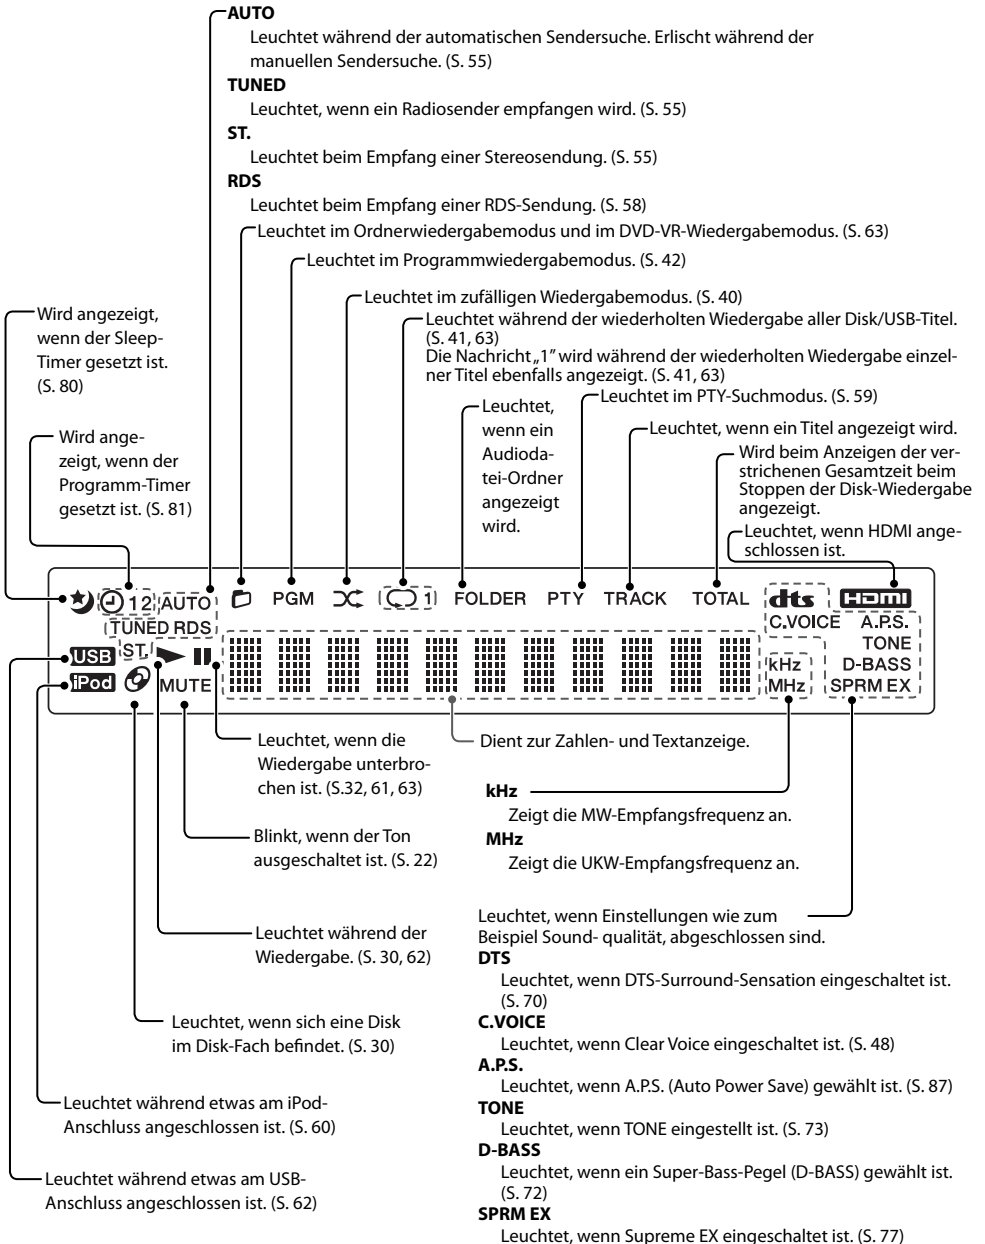 AUTO
Leuchtet während der automatischen Sendersuche. Erlischt während der
manuellen Sendersuche. (S. 55)
TUNED
Leuchtet, wenn ein Radiosender empfangen wird. (S. 55)
ST.
Leuchtet beim Empfang einer Stereosendung. (S. 55)
RDS
Leuchtet beim Empfang einer RDS-Sendung. (S. 58)
Leuchtet im Ordnerwiedergabemodus und im DVD-VR-Wiedergabemodus. (S. 63)
Leuchtet im Programmwiedergabemodus. (S. 42)
Leuchtet im zufälligen Wiedergabemodus. (S. 40)
Leuchtet während der wiederholten Wiedergabe aller Disk/USB-Titel.
(S. 41, 63)
Die Nachricht „1" wird während der wiederholten Wiedergabe einzel-
ner Titel ebenfalls angezeigt. (S. 41, 63)
Wird angezeigt,
wenn der Sleep-
Timer gesetzt ist.
(S. 80)
Wird ange-
zeigt, wenn der
Programm-Timer
gesetzt ist. (S. 81)
Leuchtet,
wenn ein
Audioda-
tei-Ordner
angezeigt
wird.
Leuchtet im PTY-Suchmodus. (S. 59)
Leuchtet, wenn ein Titel angezeigt wird.
Wird beim Anzeigen der ver-
strichenen Gesamtzeit beim
Stoppen der Disk-Wiedergabe
angezeigt.
Leuchtet, wenn HDMI ange-
schlossen ist.
12 AUTO PGM 1 FOLDER PTY TRACK TOTAL dts HDMI
TUNED RDS C.VOICE A.P.S.
USB ST. TONE
kHz D-BASS
iPod MUTE MHz SPRM EX
Leuchtet, wenn die
Wiedergabe unterbro-
chen ist. (S.32, 61, 63)
Blinkt, wenn der Ton
ausgeschaltet ist. (S. 22)
Leuchtet während der
Wiedergabe. (S. 30, 62)
Leuchtet, wenn sich eine Disk
im Disk-Fach befindet. (S. 30)
Leuchtet während etwas am iPod-
Anschluss angeschlossen ist. (S. 60)
Leuchtet während etwas am USB-
Anschluss angeschlossen ist. (S. 62)
Dient zur Zahlen- und Textanzeige.
kHz
Zeigt die MW-Empfangsfrequenz an.
MHz
Zeigt die UKW-Empfangsfrequenz an.
Leuchtet, wenn Einstellungen wie zum
Beispiel Sound- qualität, abgeschlossen sind.
DTS
Leuchtet, wenn DTS-Surround-Sensation eingeschaltet ist.
(S. 70)
C.VOICE
Leuchtet, wenn Clear Voice eingeschaltet ist. (S. 48)
A.P.S.
Leuchtet, wenn A.P.S. (Auto Power Save) gewählt ist. (S. 87)
TONE
Leuchtet, wenn TONE eingestellt ist. (S. 73)
D-BASS
Leuchtet, wenn ein Super-Bass-Pegel (D-BASS) gewählt ist.
(S. 72)
SPRM EX
Leuchtet, wenn Supreme EX eingeschaltet ist. (S. 77)